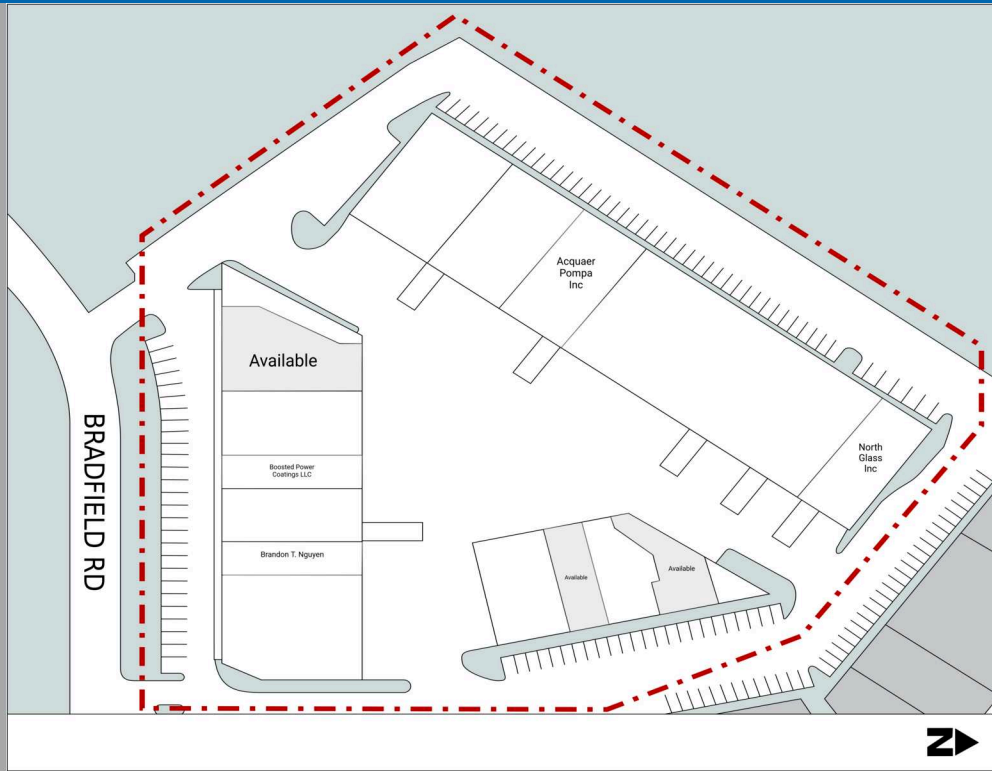 Acquaer
Pompa
Inc
Available
North
Glass
Inc
BRADFIELD RD
Boosted Power
Coatings LLC
Brandon T. Nguyen
Available
Available
N